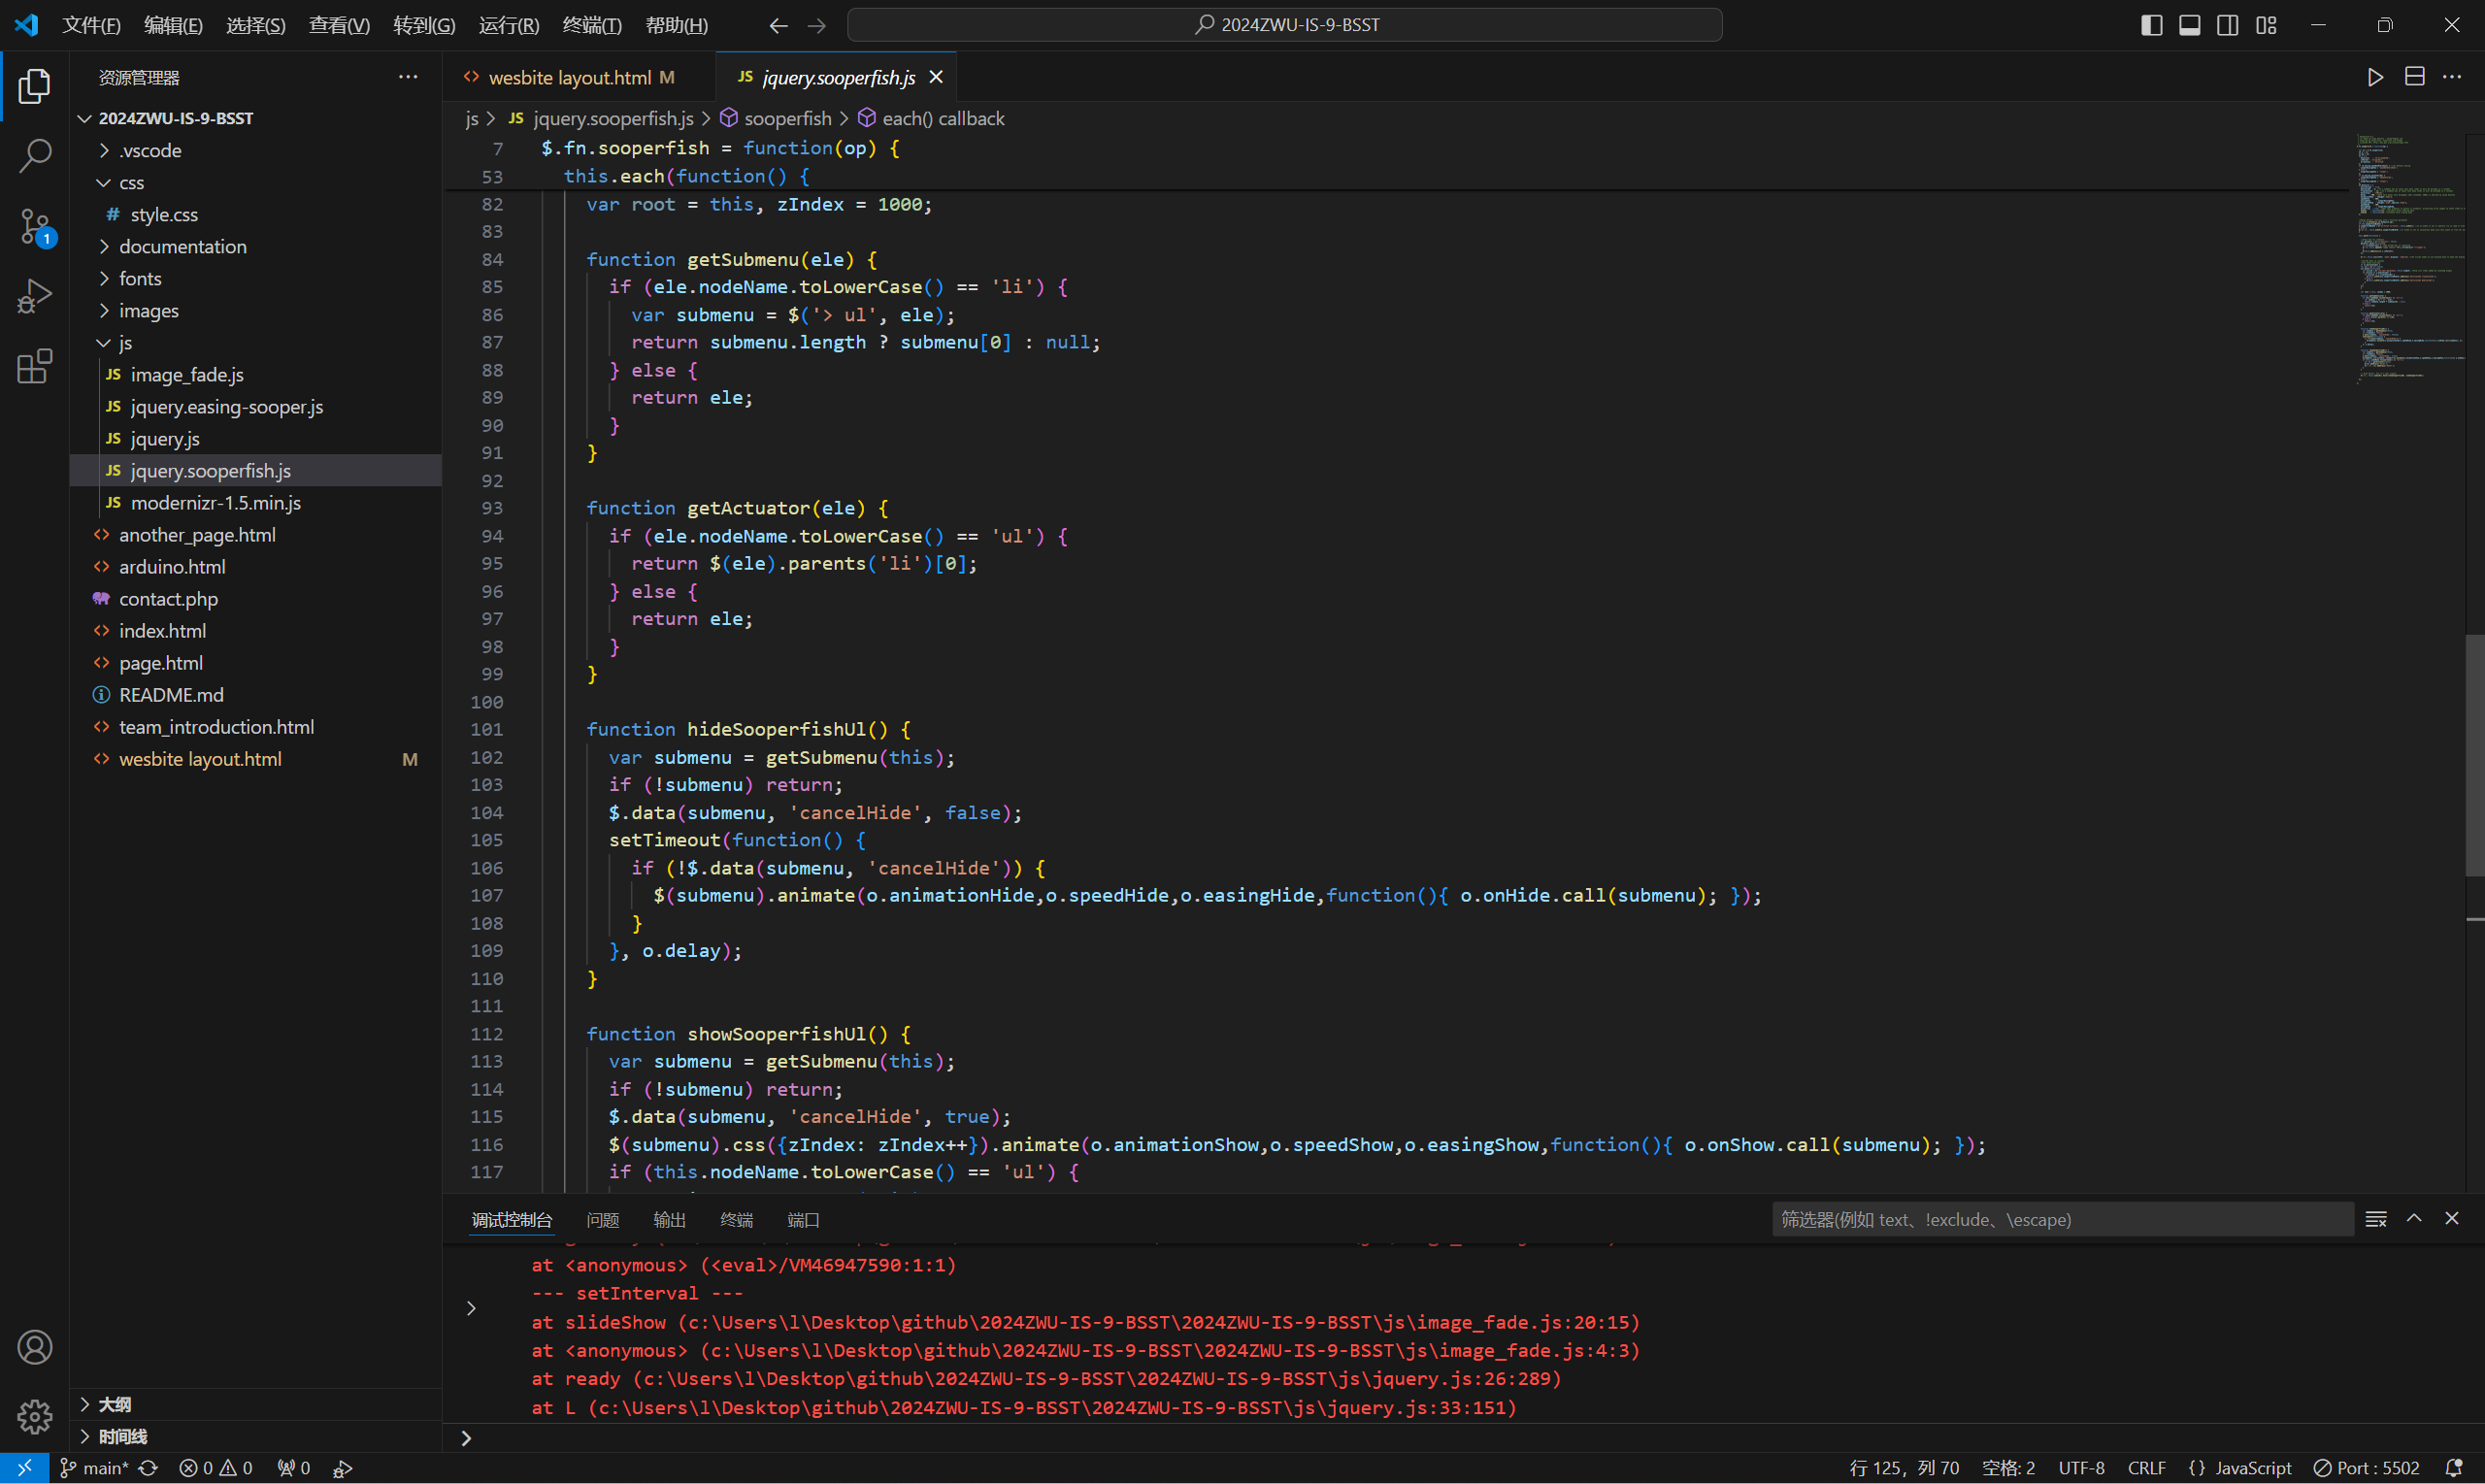 文件(F) 编辑(E) 选择(S) 查看(V) 转到(G) 运行(R) 终端(T) 帮助(H) 2024ZWU-IS-9-BSST
资源管理器
2024ZWU-IS-9-BSST
.vscode
css
# style.css
documentation
fonts
images
js
JS image_fade.js
JS jquery.easing-sooper.js
JS jquery.js
JS jquery.sooperfish.js
JS modernizr-1.5.min.js
<> another_page.html
<> arduino.html
contact.php
<> index.html
<> page.html
README.md
<> team_introduction.html
<> wesbite layout.html M
大纲
时间线
1
<> wesbite layout.html M JS jquery.sooperfish.js
js > JS jquery.sooperfish.js > sooperfish > each() callback
7 $.fn.sooperfish = function(op) {
53 this.each(function() {
82 var root = this, zIndex = 1000;
83
84 function getSubmenu(ele) {
85 if (ele.nodeName.toLowerCase() == 'li') {
86 var submenu = $('> ul', ele);
87 return submenu.length ? submenu[0] : null;
88 } else {
89 return ele;
90 }
91 }
92
93 function getActuator(ele) {
94 if (ele.nodeName.toLowerCase() == 'ul') {
95 return $(ele).parents('li')[0];
96 } else {
97 return ele;
98 }
99 }
100
101 function hideSooperfishUl() {
102 var submenu = getSubmenu(this);
103 if (!submenu) return;
104 $.data(submenu, 'cancelHide', false);
105 setTimeout(function() {
106 if (!$.data(submenu, 'cancelHide')) {
107 $(submenu).animate(o.animationHide,o.speedHide,o.easingHide,function(){ o.onHide.call(submenu); });
108 }
109 }, o.delay);
110 }
111
112 function showSooperfishUl() {
113 var submenu = getSubmenu(this);
114 if (!submenu) return;
115 $.data(submenu, 'cancelHide', true);
116 $(submenu).css({zIndex: zIndex++}).animate(o.animationShow,o.speedShow,o.easingShow,function(){ o.onShow.call(submenu); });
117 if (this.nodeName.toLowerCase() == 'ul') {
调试控制台 问题 输出 终端 端口 筛选器(例如 text、!exclude、\escape)
at <anonymous> (<eval>/VM46947590:1:1)
--- setInterval ---
at slideShow (c:\Users\l\Desktop\github\2024ZWU-IS-9-BSST\2024ZWU-IS-9-BSST\js\image_fade.js:20:15)
at <anonymous> (c:\Users\l\Desktop\github\2024ZWU-IS-9-BSST\2024ZWU-IS-9-BSST\js\image_fade.js:4:3)
at ready (c:\Users\l\Desktop\github\2024ZWU-IS-9-BSST\2024ZWU-IS-9-BSST\js\jquery.js:26:289)
at L (c:\Users\l\Desktop\github\2024ZWU-IS-9-BSST\2024ZWU-IS-9-BSST\js\jquery.js:33:151)
main* 0 0 0 行 125，列 70 空格: 2 UTF-8 CRLF {} JavaScript Port : 5502